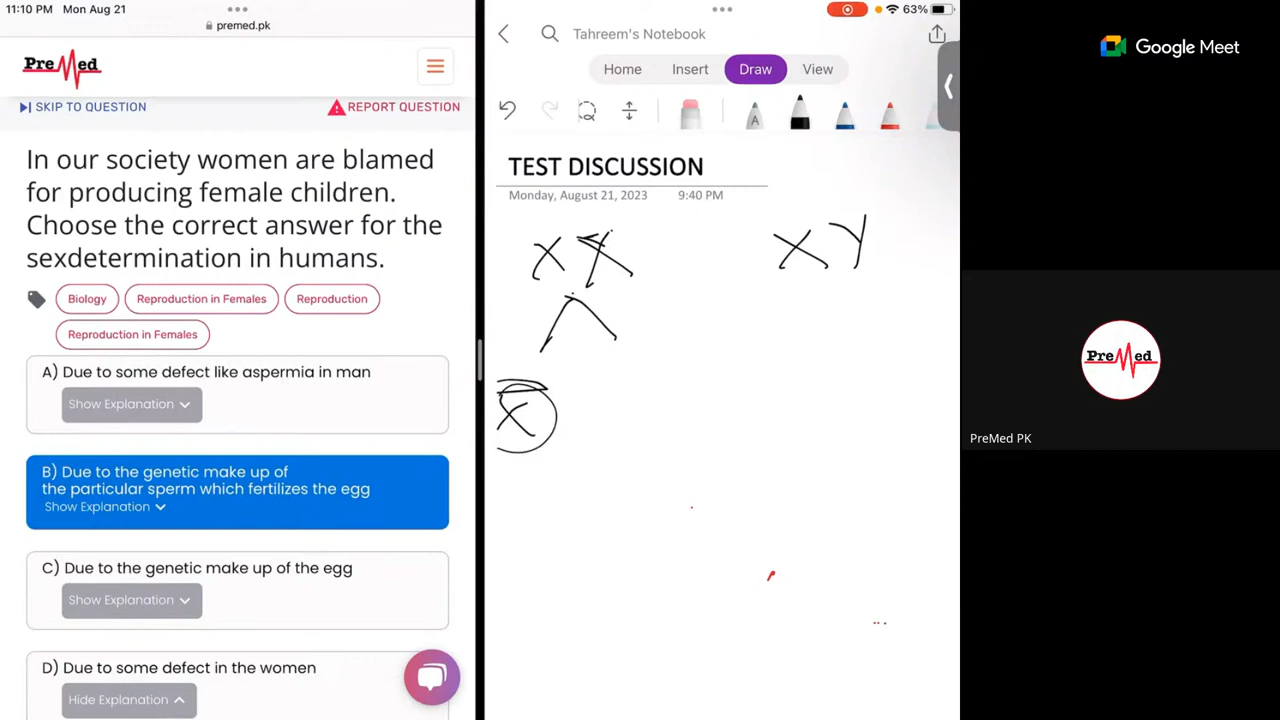 11:10 PM Mon Aug 21
premed.pk
PreMed
SKIP TO QUESTION
REPORT QUESTION
In our society women are blamed
for producing female children.
Choose the correct answer for the
sexdetermination in humans.
Biology
Reproduction in Females
Reproduction
Reproduction in Females
A) Due to some defect like aspermia in man
Show Explanation
B) Due to the genetic make up of
the particular sperm which fertilizes the egg
Show Explanation
C) Due to the genetic make up of the egg
Show Explanation
D) Due to some defect in the women
Hide Explanation
63%
Tahreem's Notebook
Home Insert Draw View
A
TEST DISCUSSION
Monday, August 21, 2023 9:40 PM
X X
X Y
X
Google Meet
PreMed
PreMed PK